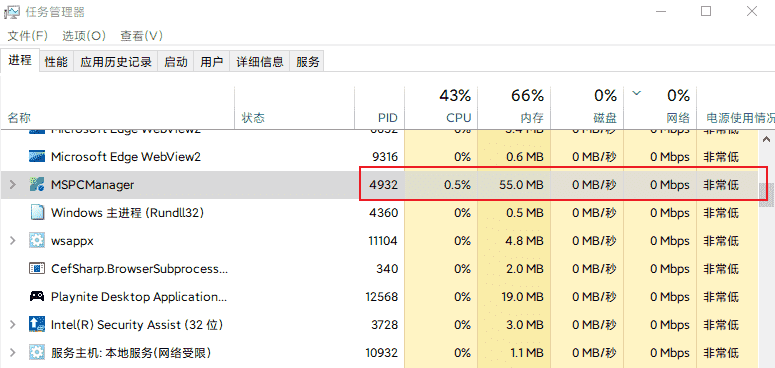 任务管理器
文件(F) 选项(O) 查看(V)
进程 性能 应用历史记录 启动 用户 详细信息 服务
43% 66% 0% 0%
名称 状态 PID CPU 内存 磁盘 网络 电源使用情况
Microsoft Edge WebView2 0% 0 MB/秒 0 Mbps 非常低
Microsoft Edge WebView2 9316 0% 0.6 MB 0 MB/秒 0 Mbps 非常低
MSPCManager 4932 0.5% 55.0 MB 0 MB/秒 0 Mbps 非常低
Windows 主进程 (Rundll32) 4360 0% 0.5 MB 0 MB/秒 0 Mbps 非常低
wsappx 11104 0% 4.8 MB 0 MB/秒 0 Mbps 非常低
CefSharp.BrowserSubprocess... 340 0% 2.0 MB 0 MB/秒 0 Mbps 非常低
Playnite Desktop Application... 12568 0% 19.0 MB 0 MB/秒 0 Mbps 非常低
Intel(R) Security Assist (32 位) 3728 0% 3.0 MB 0 MB/秒 0 Mbps 非常低
服务主机: 本地服务(网络受限) 10932 0% 1.1 MB 0 MB/秒 0 Mbps 非常低